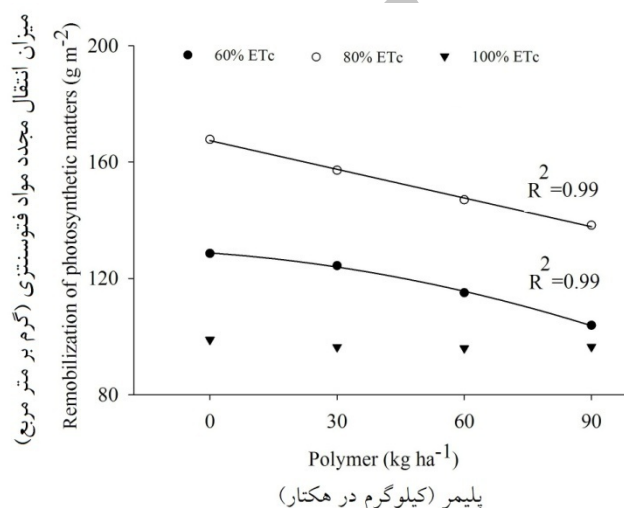 میزان انتقال مجدد مواد فتوسنتزی (گرم بر متر مربع)
Remobilization of photosynthetic matters (g m-2)
200
160
120
80
60% ETc 80% ETc 100% ETc
R2=0.99
R2=0.99
0 30 60 90
Polymer (kg ha-1)
پلیمر (کیلوگرم در هکتار)